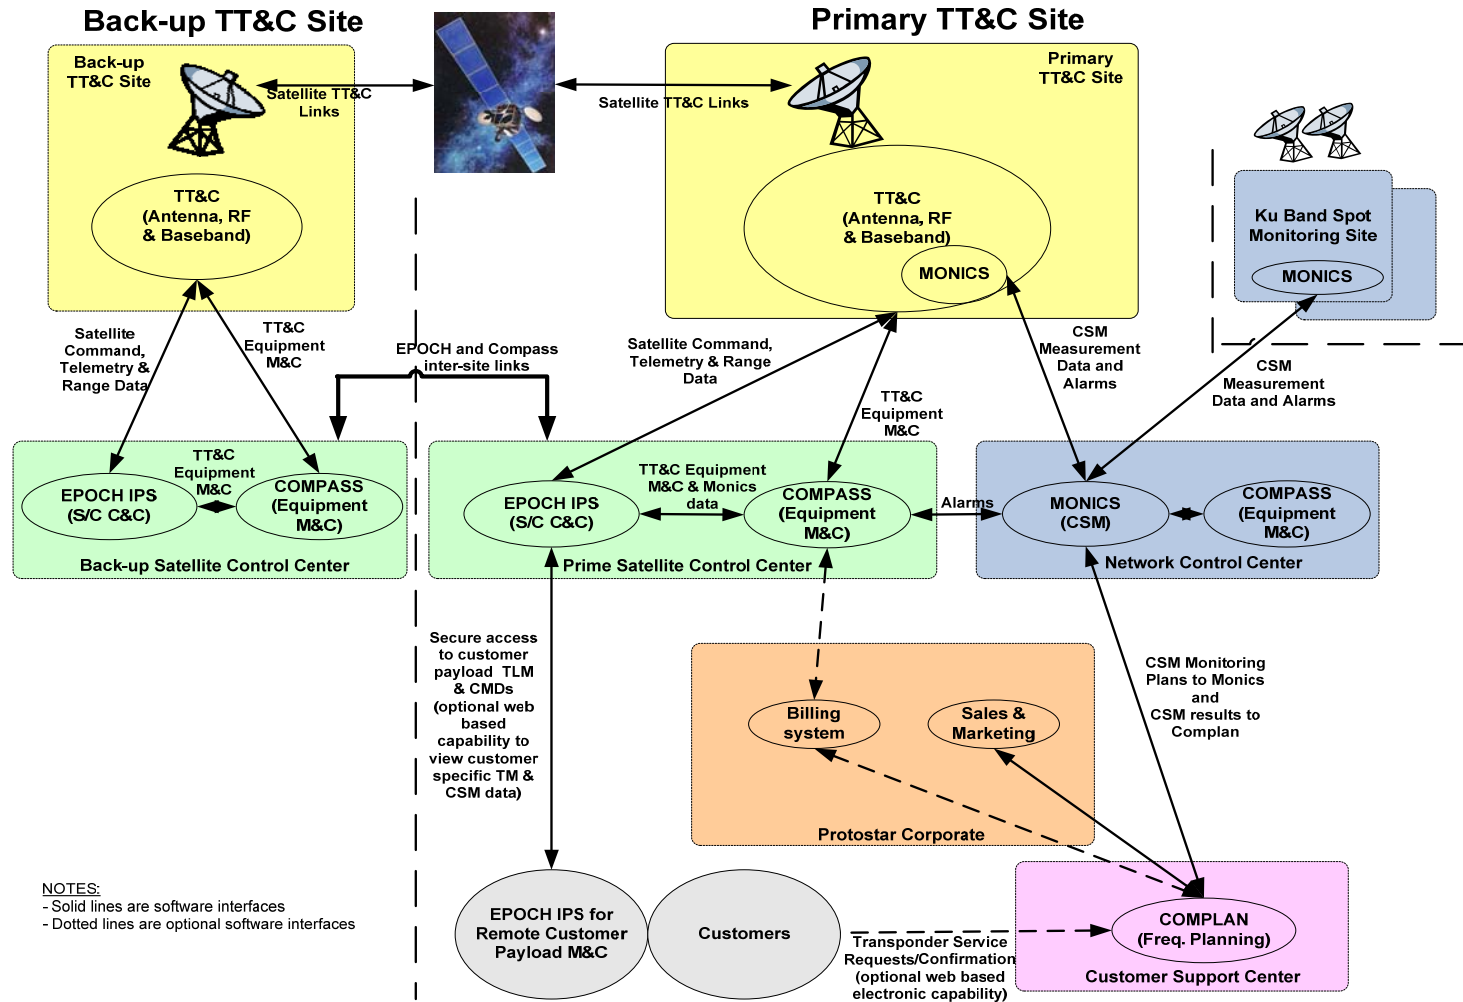 Back-up TT&C Site
Primary TT&C Site
Back-up
TT&C Site
Satellite TT&C
Links
Satellite TT&C Links
Primary
TT&C Site
TT&C
(Antenna, RF
& Baseband)
TT&C
(Antenna, RF
& Baseband)
MONICS
Ku Band Spot
Monitoring Site
MONICS
Satellite
Command,
Telemetry &
Range Data
TT&C
Equipment
M&C
EPOCH and Compass
inter-site links
Satellite Command,
Telemetry & Range
Data
TT&C
Equipment
M&C
CSM
Measurement
Data and
Alarms
CSM
Measurement
Data and Alarms
EPOCH IPS
(S/C C&C)
TT&C
Equipment
M&C
COMPASS
(Equipment
M&C)
Back-up Satellite Control Center
EPOCH IPS
(S/C C&C)
TT&C Equipment
M&C & Monics
data
COMPASS
(Equipment
M&C)
Prime Satellite Control Center
Alarms
MONICS
(CSM)
COMPASS
(Equipment
M&C)
Network Control Center
Secure access
to customer
payload TLM
& CMDs
(optional web
based
capability to
view customer
specific TM &
CSM data)
Billing
system
Sales &
Marketing
Protostar Corporate
CSM Monitoring
Plans to Monics
and
CSM results to
Complan
NOTES:
- Solid lines are software interfaces
- Dotted lines are optional software interfaces
EPOCH IPS for
Remote Customer
Payload M&C
Customers
Transponder Service
Requests/Confirmation
(optional web based
electronic capability)
COMPLAN
(Freq. Planning)
Customer Support Center